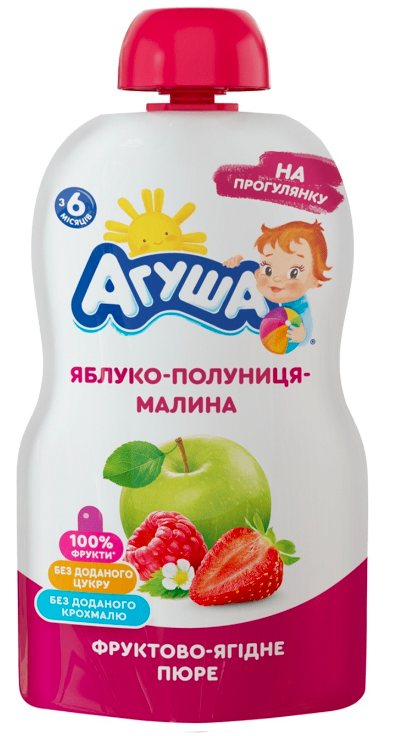 НА
ПРОГУЛЯНКУ
З 6
МІСЯЦІВ
АГУША
®
ЯБЛУКО-ПОЛУНИЦЯ-
МАЛИНА
100%
ФРУКТИ*
БЕЗ ДОДАНОГО
ЦУКРУ
БЕЗ ДОДАНОГО
КРОХМАЛЮ
ФРУКТОВО-ЯГІДНЕ
ПЮРЕ